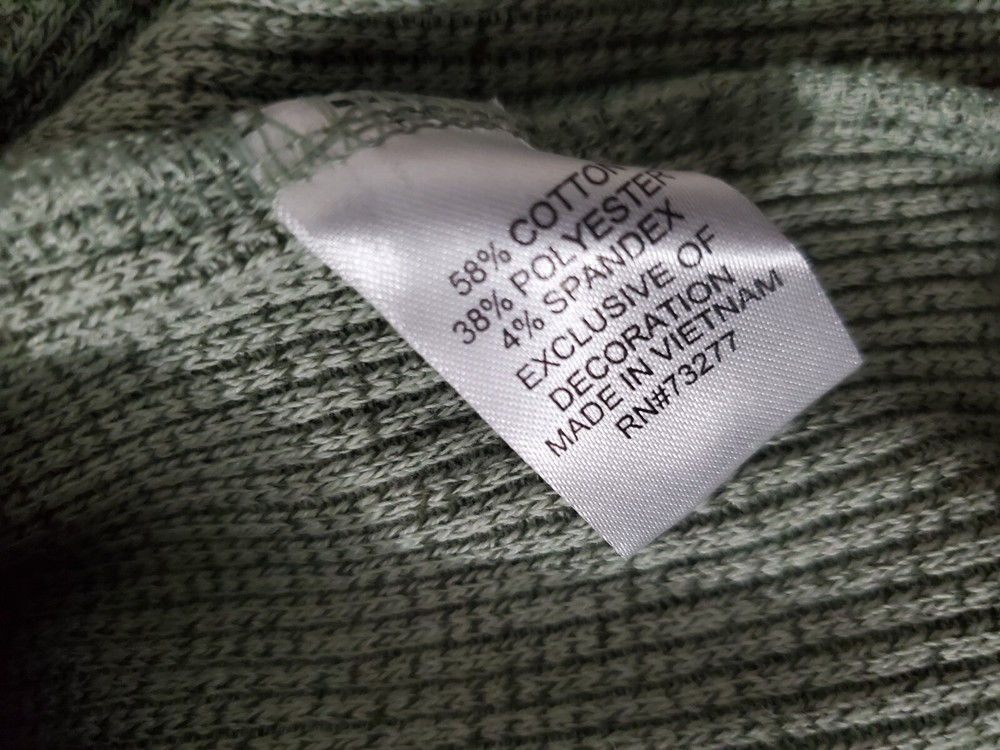 58% COTTON
38% POLYESTER
4% SPANDEX
EXCLUSIVE OF
DECORATION
MADE IN VIETNAM
RN#73277